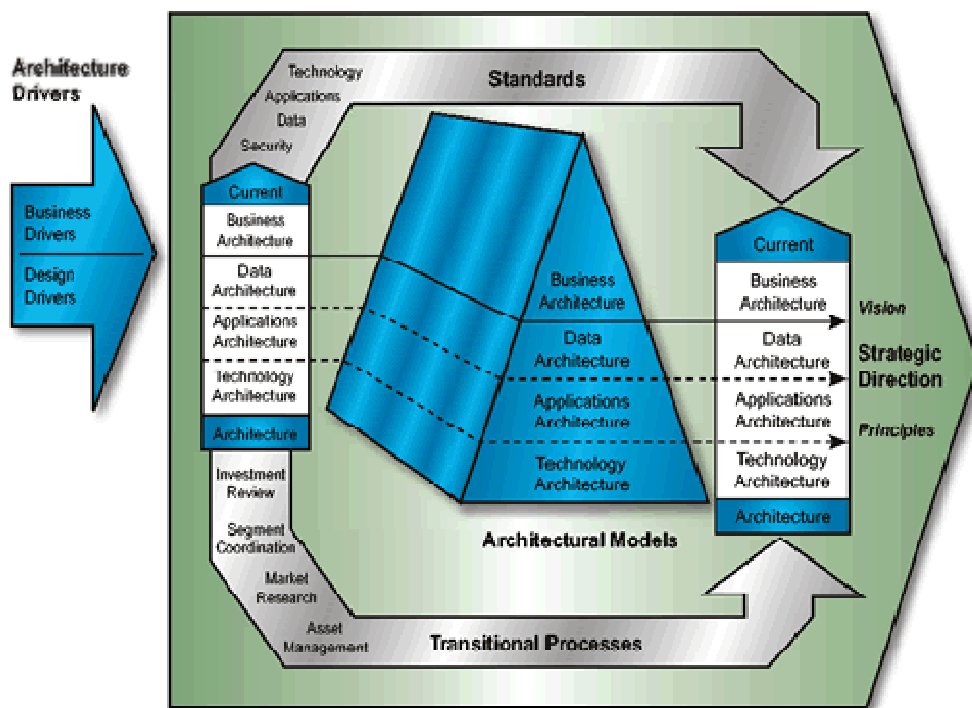 Architecture
Drivers
Business
Drivers
Design
Drivers
Technology
Applications
Data
Security
Standards
Current
Business
Architecture
Data
Architecture
Applications
Architecture
Technology
Architecture
Architecture
Investment
Review
Segment
Coordination
Market
Research
Asset
Management
Transitional Processes
Business
Architecture
Data
Architecture
Applications
Architecture
Technology
Architecture
Architectural Models
Current
Business
Architecture
Data
Architecture
Applications
Architecture
Technology
Architecture
Architecture
Vision
Strategic
Direction
Principles